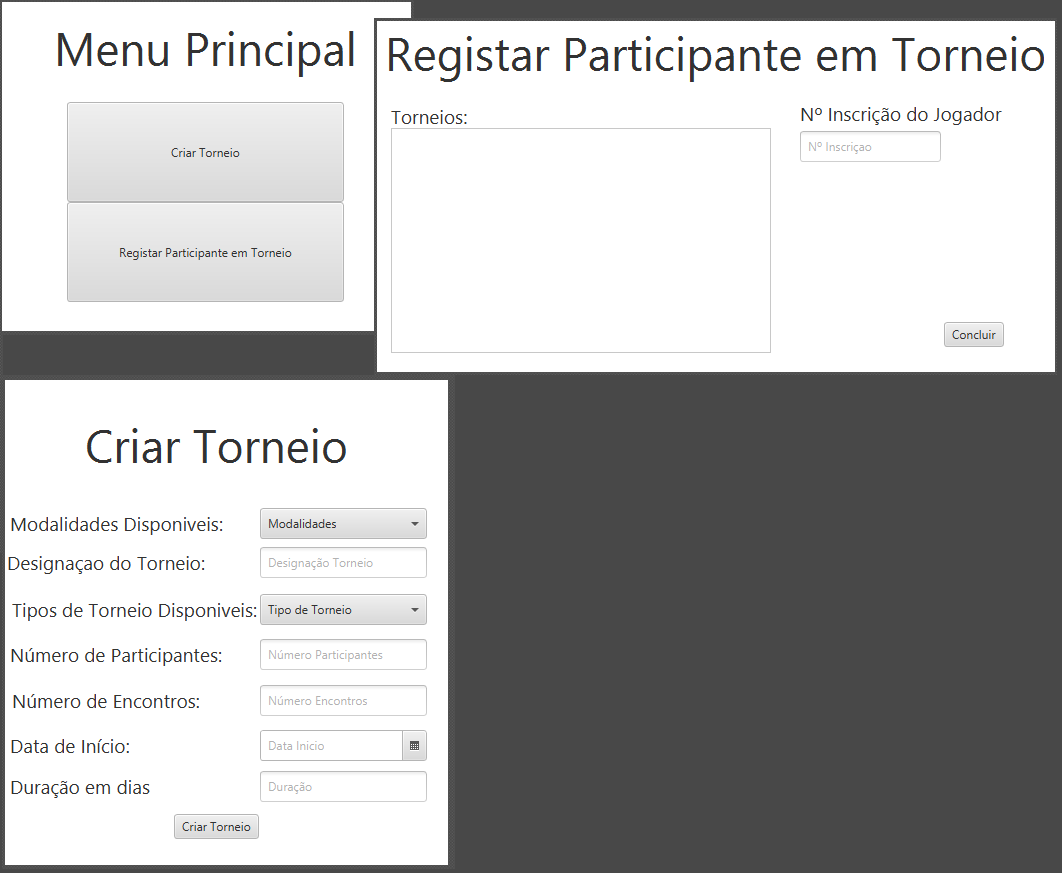 Menu Principal
Criar Torneio
Registar Participante em Torneio
Registar Participante em Torneio
Torneios:
Nº Inscrição do Jogador
Nº Inscriçao
Concluir
Criar Torneio
Modalidades Disponiveis:
Modalidades
Designaçao do Torneio:
Designação Torneio
Tipos de Torneio Disponiveis:
Tipo de Torneio
Número de Participantes:
Número Participantes
Número de Encontros:
Número Encontros
Data de Início:
Data Inicio
Duração em dias
Duração
Criar Torneio